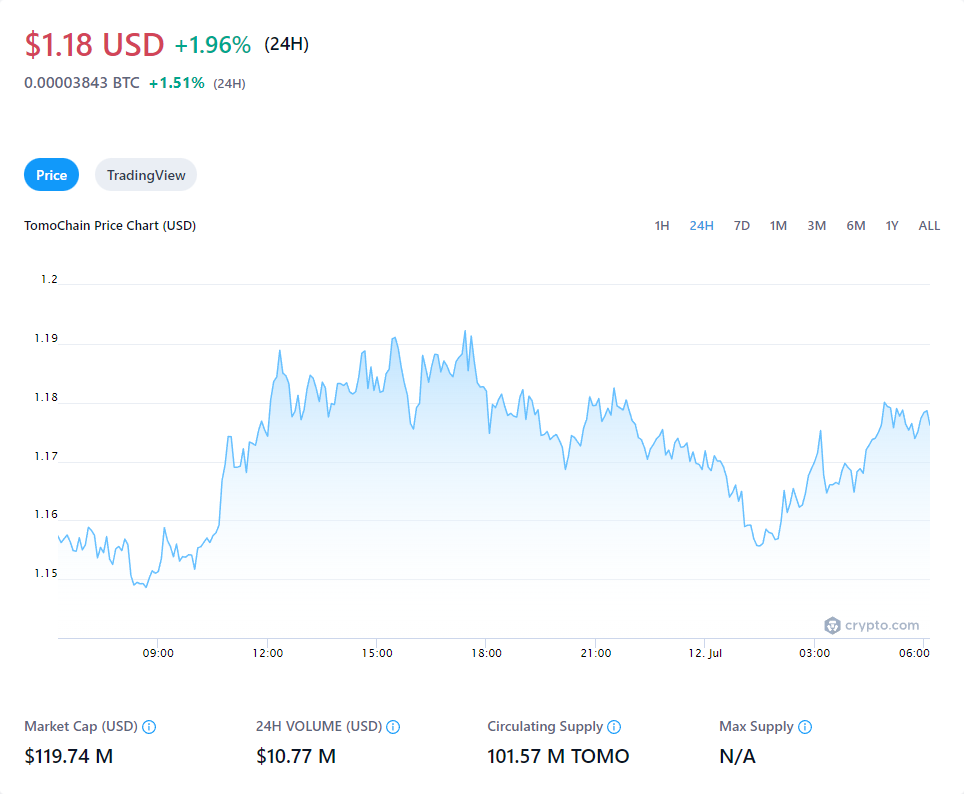 $1.18 USD +1.96% (24H)
0.00003843 BTC +1.51% (24H)
Price TradingView
TomoChain Price Chart (USD) 1H 24H 7D 1M 3M 6M 1Y ALL
1.2
1.19
1.18
1.17
1.16
1.15
crypto.com
09:00 12:00 15:00 18:00 21:00 12. Jul 03:00 06:00
Market Cap (USD) 24H VOLUME (USD) Circulating Supply Max Supply
$119.74 M $10.77 M 101.57 M TOMO N/A